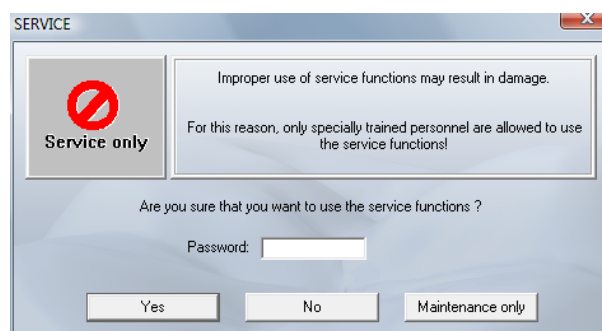 SERVICE
Improper use of service functions may result in damage.
Service only
For this reason, only specially trained personnel are allowed to use
the service functions!
Are you sure that you want to use the service functions ?
Password:
Yes No Maintenance only